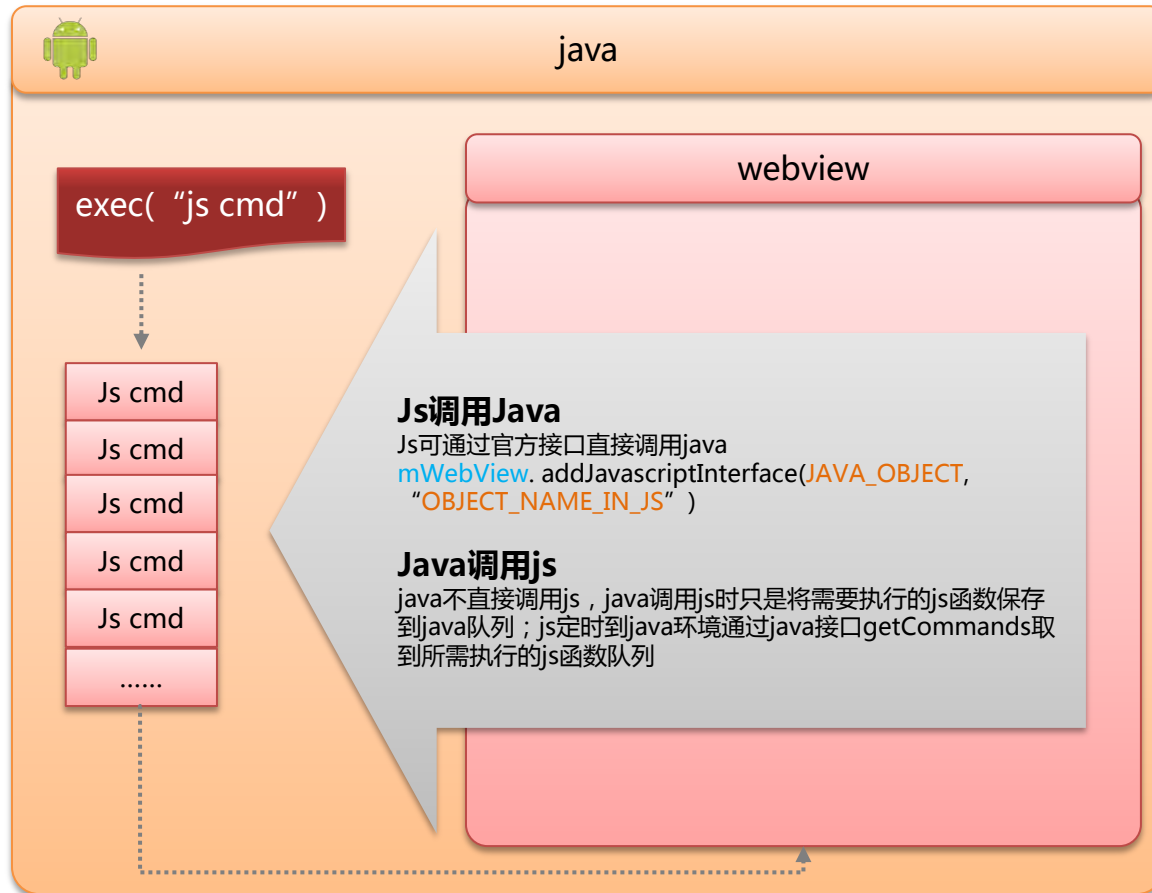 java
webview
exec( “js cmd” )
Js cmd
Js cmd
Js cmd
Js cmd
Js cmd
......
Js调用Java
Js可通过官方接口直接调用java
mWebView. addJavascriptInterface(JAVA_OBJECT,
“OBJECT_NAME_IN_JS” )
Java调用js
java不直接调用js，java调用js时只是将需要执行的js函数保存
到java队列；js定时到java环境通过java接口getCommands取
到所需执行的js函数队列